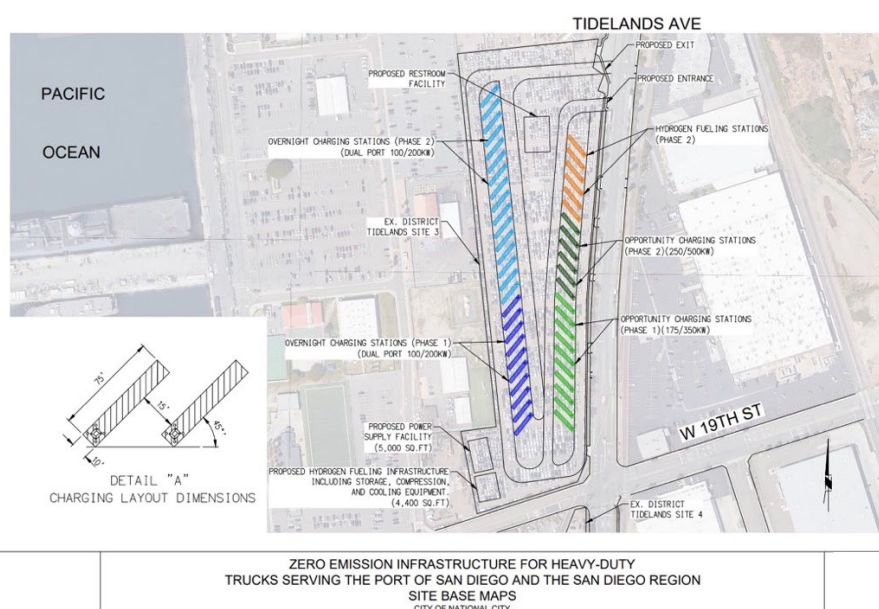 TIDELANDS AVE
PROPOSED EXIT
PROPOSED ENTRANCE
PROPOSED RESTROOM
FACILITY
PACIFIC
OCEAN
HYDROGEN FUELING STATIONS
(PHASE 2)
OVERNIGHT CHARGING STATIONS (PHASE 2)
(DUAL PORT 100/200KW)
EX. DISTRICT
TIDELANDS SITE 3
OPPORTUNITY CHARGING STATIONS
(PHASE 2)(250/500KW)
OPPORTUNITY CHARGING STATIONS
(PHASE 1)(175/350KW)
OVERNIGHT CHARGING STATIONS (PHASE 1)
(DUAL PORT 100/200KW)
75'
15'
45°
10'
DETAIL "A"
CHARGING LAYOUT DIMENSIONS
W 19TH ST
PROPOSED POWER
SUPPLY FACILITY
(5,000 SQ.FT)
PROPOSED HYDROGEN FUELING INFRASTRUCTURE
INCLUDING STORAGE, COMPRESSION,
AND COOLING EQUIPMENT.
(4,400 SQ.FT)
EX. DISTRICT
TIDELANDS SITE 4
ZERO EMISSION INFRASTRUCTURE FOR HEAVY-DUTY
TRUCKS SERVING THE PORT OF SAN DIEGO AND THE SAN DIEGO REGION
SITE BASE MAPS
CITY OF NATIONAL CITY